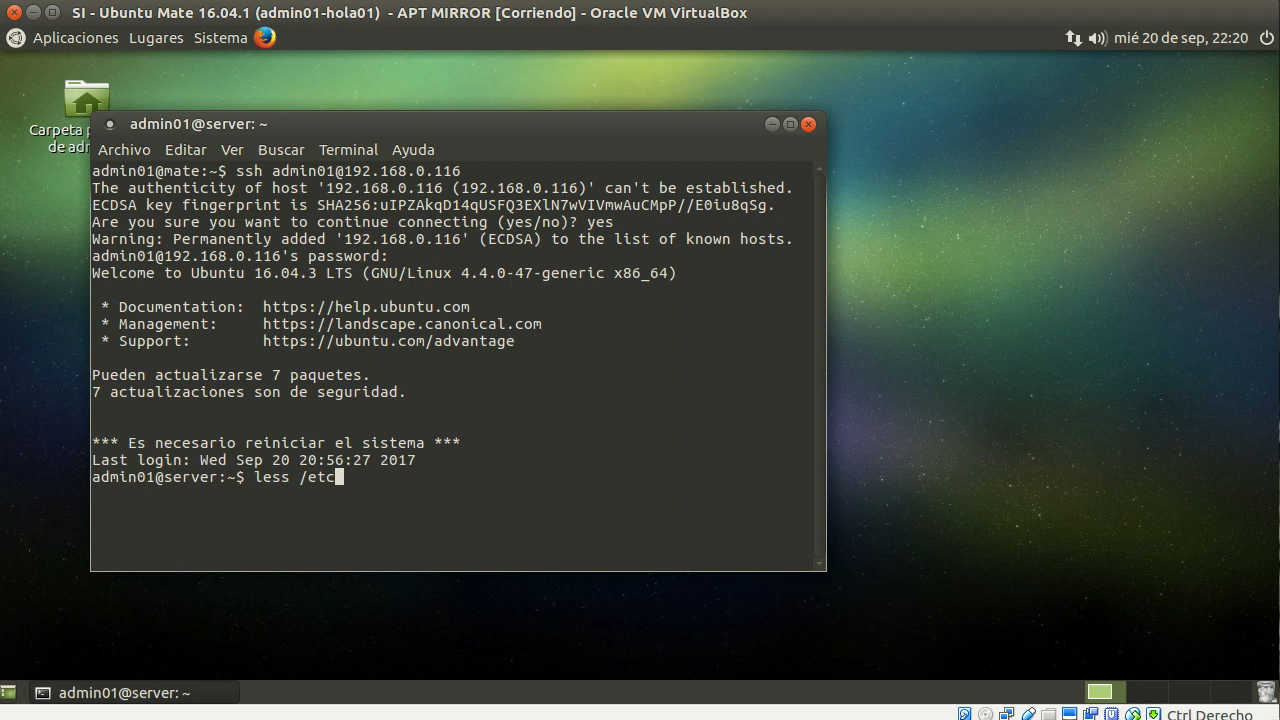 SI - Ubuntu Mate 16.04.1 (admin01-hola01)  - APT MIRROR [Corriendo] - Oracle VM VirtualBox
Aplicaciones Lugares Sistema mié 20 de sep, 22:20
admin01@server: ~
Archivo Editar Ver Buscar Terminal Ayuda
admin01@mate:~$ ssh admin01@192.168.0.116
The authenticity of host '192.168.0.116 (192.168.0.116)' can't be established.
ECDSA key fingerprint is SHA256:uIPZAkqD14qUSFQ3EXlN7wVIVmwAuCMpP//E0iu8qSg.
Are you sure you want to continue connecting (yes/no)? yes
Warning: Permanently added '192.168.0.116' (ECDSA) to the list of known hosts.
admin01@192.168.0.116's password:
Welcome to Ubuntu 16.04.3 LTS (GNU/Linux 4.4.0-47-generic x86_64)
* Documentation:  https://help.ubuntu.com
* Management:     https://landscape.canonical.com
* Support:        https://ubuntu.com/advantage
Pueden actualizarse 7 paquetes.
7 actualizaciones son de seguridad.
*** Es necesario reiniciar el sistema ***
Last login: Wed Sep 20 20:56:27 2017
admin01@server:~$ less /etc
Carpeta p
de adm
admin01@server: ~
Ctrl Derecho